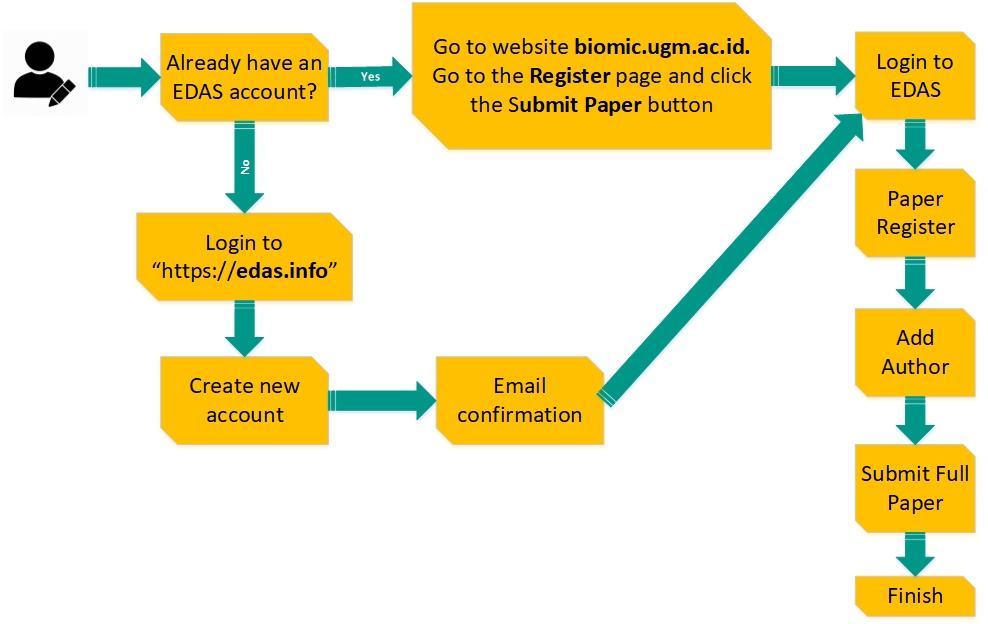 Already have an
EDAS account?
Yes
Go to website biomic.ugm.ac.id.
Go to the Register page and click
the Submit Paper button
Login to
EDAS
No
Login to
“https://edas.info”
Create new
account
Email
confirmation
Paper
Register
Add
Author
Submit Full
Paper
Finish